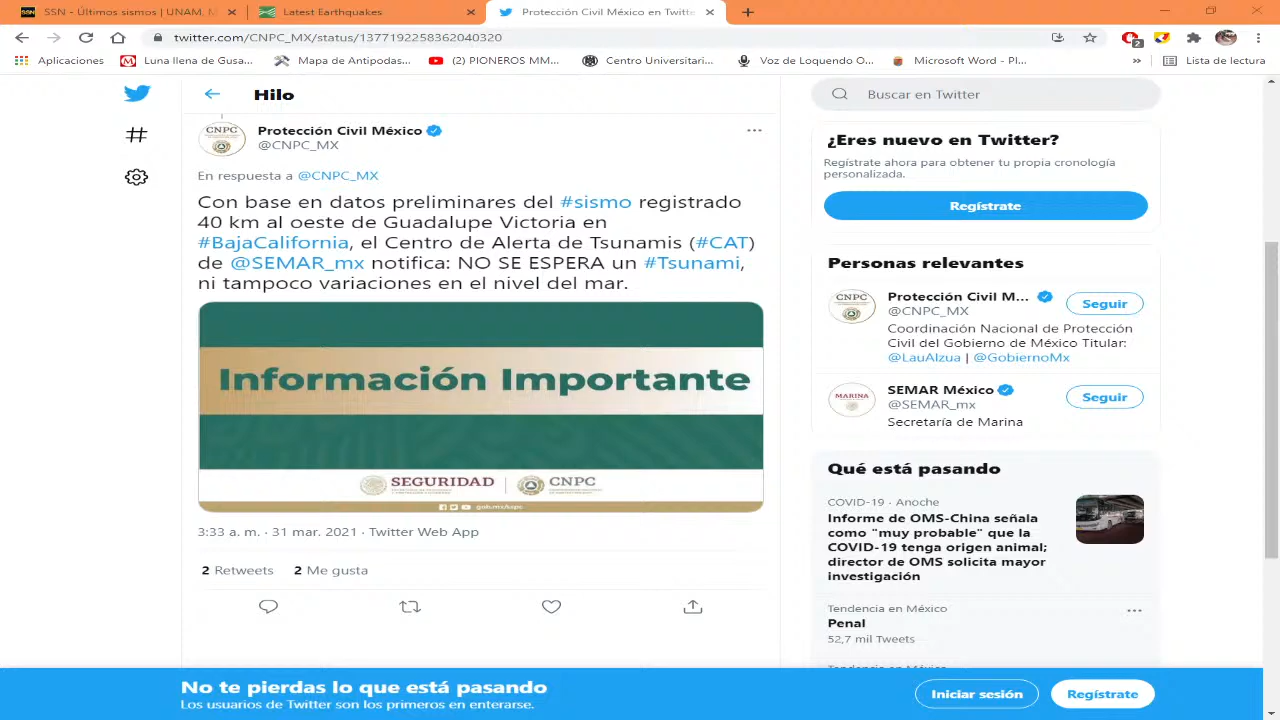 SSN - Últimos sismos | UNAM, M
Latest Earthquakes
Protección Civil México en Twitte
twitter.com/CNPC_MX/status/1377192258362040320
2
Aplicaciones
Luna llena de Gusa...
Mapa de Antipodas...
(2) PIONEROS MM...
Centro Universitari...
Voz de Loquendo O...
Microsoft Word - Pl...
»
Lista de lectura
Hilo
CNPC
Protección Civil México
@CNPC_MX
En respuesta a @CNPC_MX
Con base en datos preliminares del #sismo registrado
40 km al oeste de Guadalupe Victoria en
#BajaCalifornia, el Centro de Alerta de Tsunamis (#CAT)
de @SEMAR_mx notifica: NO SE ESPERA un #Tsunami,
ni tampoco variaciones en el nivel del mar.
Información Importante
SEGURIDAD
CNPC
gob.mx/sspc
3:33 a. m. · 31 mar. 2021 · Twitter Web App
2 Retweets 2 Me gusta
Buscar en Twitter
¿Eres nuevo en Twitter?
Regístrate ahora para obtener tu propia cronología
personalizada.
Regístrate
Personas relevantes
CNPC
Protección Civil M...
Seguir
@CNPC_MX
Coordinación Nacional de Protección
Civil del Gobierno de México Titular:
@LauAlzua | @GobiernoMx
MARINA
SEMAR México
Seguir
@SEMAR_mx
Secretaría de Marina
Qué está pasando
COVID-19 · Anoche
Informe de OMS-China señala
como "muy probable" que la
COVID-19 tenga origen animal;
director de OMS solicita mayor
investigación
Tendencia en México
Penal
52,7 mil Tweets
Tendencia en México
No te pierdas lo que está pasando
Los usuarios de Twitter son los primeros en enterarse.
Iniciar sesión
Regístrate